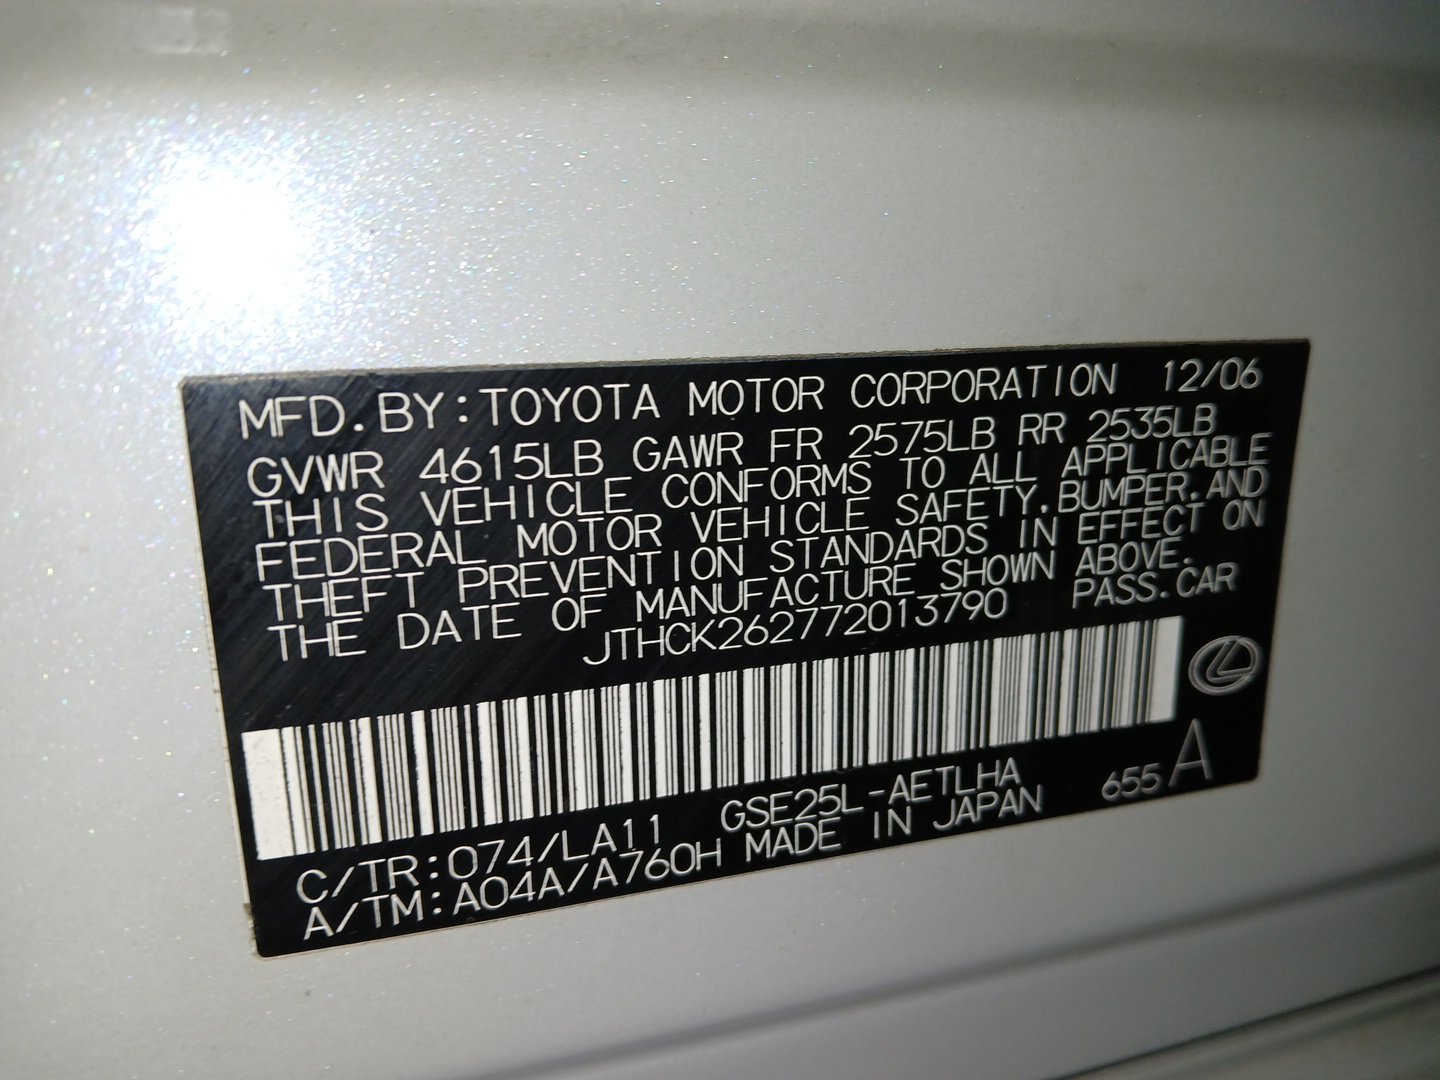 MFD. BY: TOYOTA MOTOR CORPORATION 12/06
GVWR 4615LB GAWR FR 2575LB RR 2535LB
THIS VEHICLE CONFORMS TO ALL APPLICABLE
FEDERAL MOTOR VEHICLE SAFETY. BUMPER. AND
THEFT PREVENTION STANDARDS IN EFFECT ON
THE DATE OF MANUFACTURE SHOWN ABOVE.
JTHCK262772013790 PASS. CAR
C/TR: 074/LA11 GSE25L-AETLHA 655 A
A/TM: A04A/A760H MADE IN JAPAN